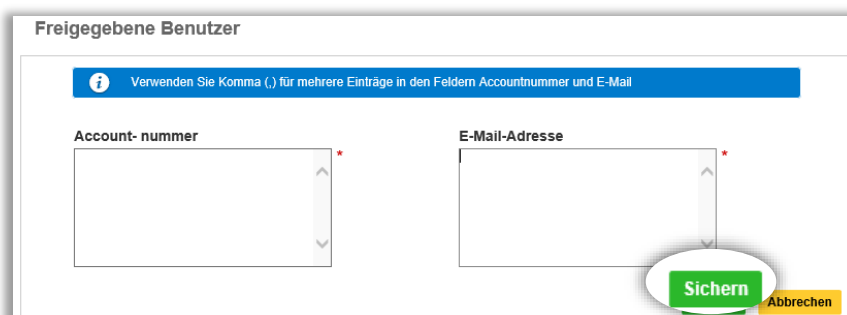 Freigegebene Benutzer
i Verwenden Sie Komma (,) für mehrere Einträge in den Feldern Accountnummer und E-Mail
Account- nummer E-Mail-Adresse
* *
Sichern
Abbrechen